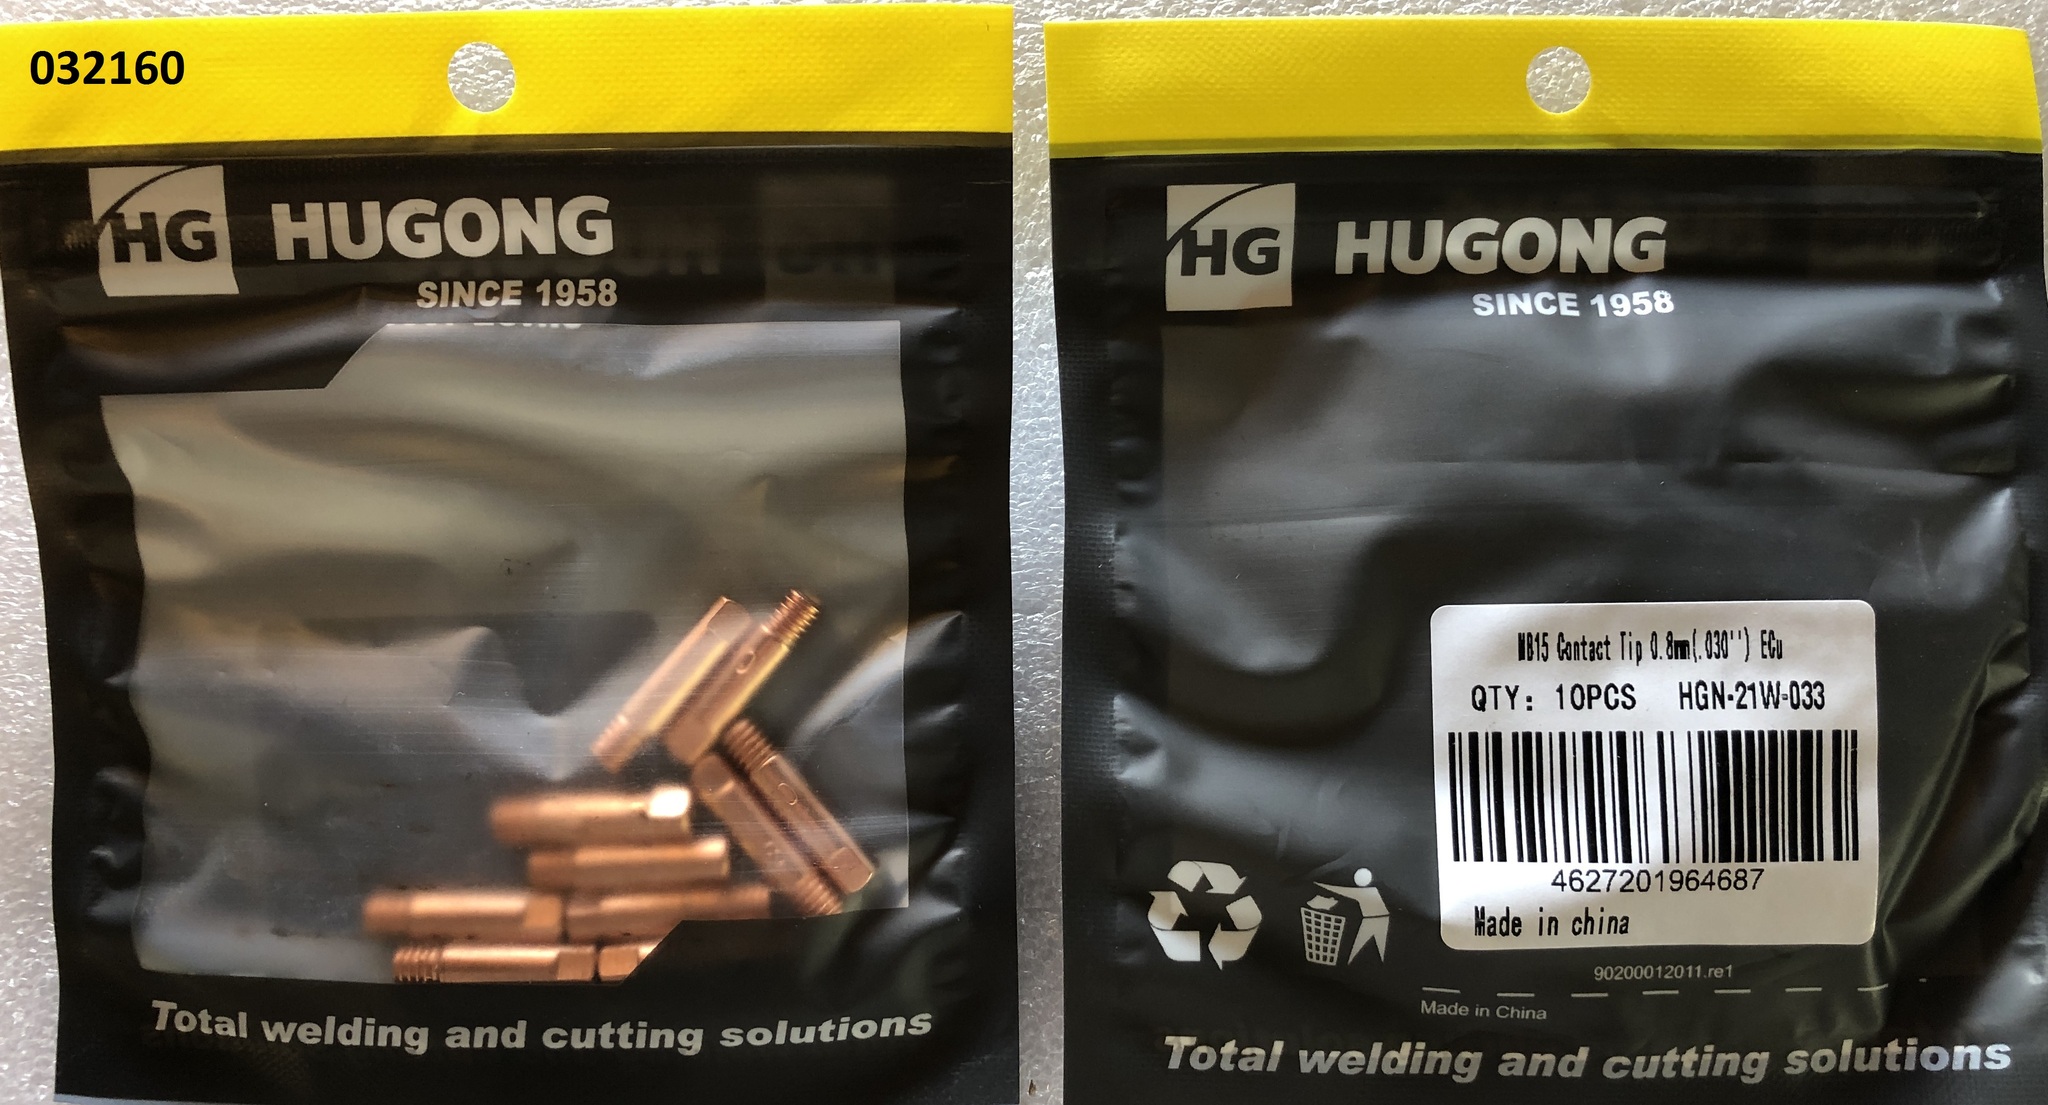 032160
HG HUGONG
SINCE 1958
Total welding and cutting solutions
HG HUGONG
SINCE 1958
MB15 Contact Tip 0.8mm(.030'') ECu
QTY: 10PCS HGN-21W-033
4627201964687
Made in china
90200012011.re1
Made in China
Total welding and cutting solutions